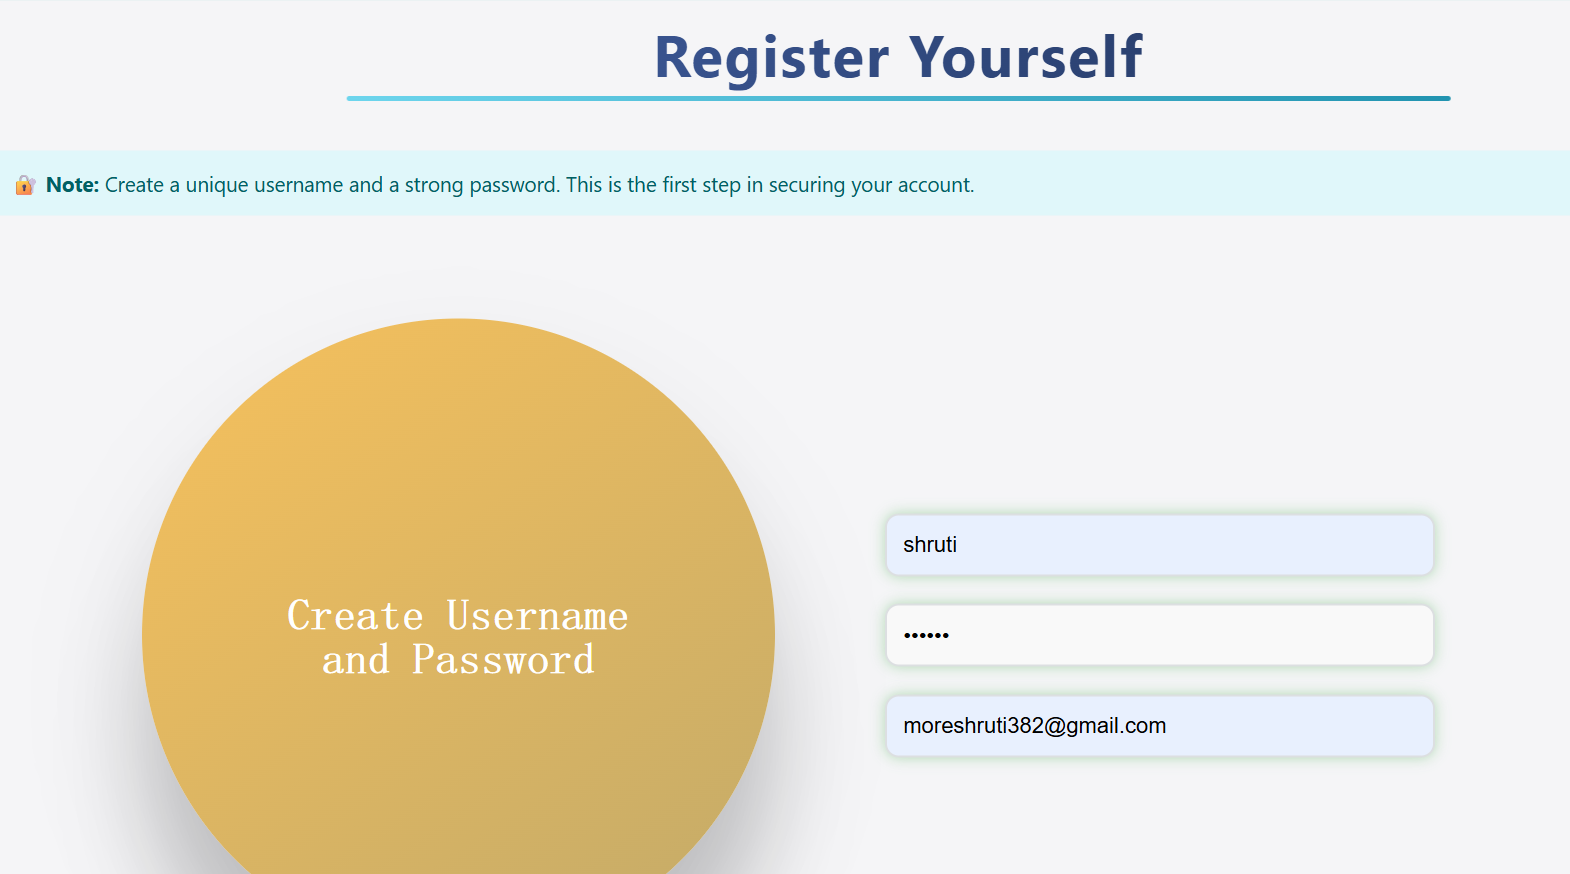 Register Yourself
🔐 Note: Create a unique username and a strong password. This is the first step in securing your account.
Create Username
and Password
shruti
••••••
moreshruti382@gmail.com